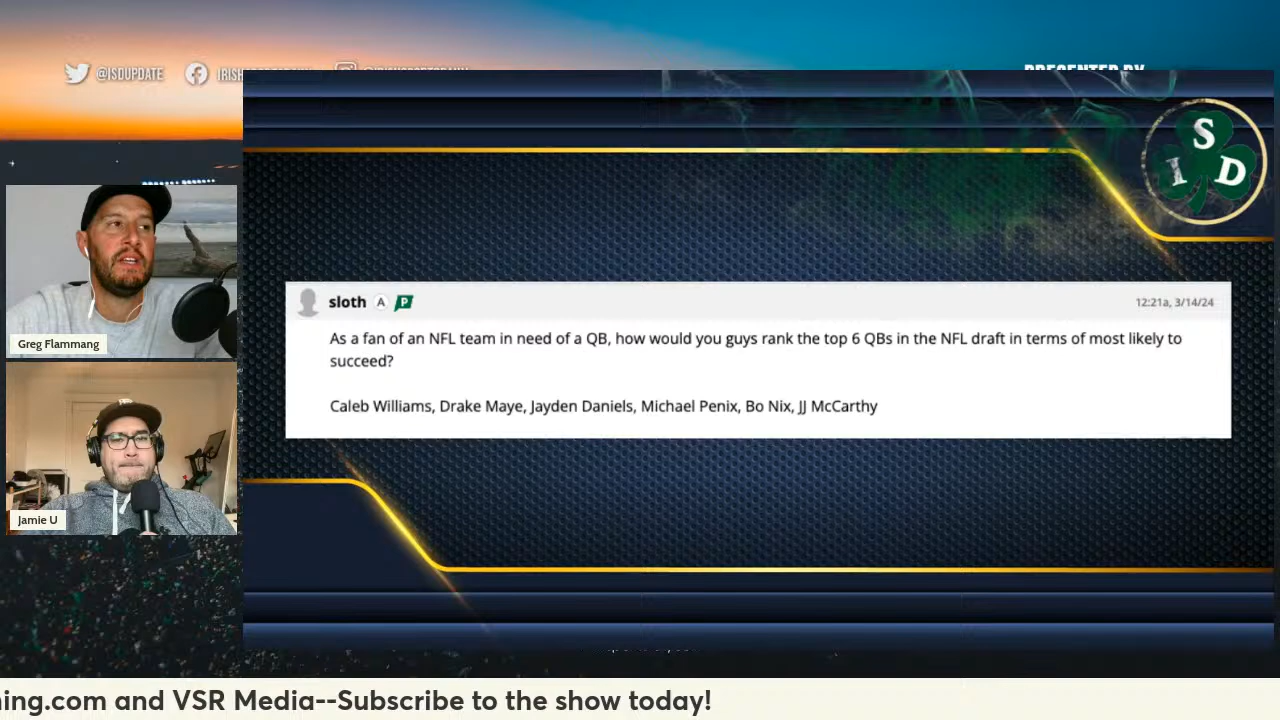 @ISDUPDATE
IRISH
PRESENTED BY
I S D
sloth A P
12:21a, 3/14/24
As a fan of an NFL team in need of a QB, how would you guys rank the top 6 QBs in the NFL draft in terms of most likely to
succeed?
Caleb Williams, Drake Maye, Jayden Daniels, Michael Penix, Bo Nix, JJ McCarthy
Greg Flammang
Jamie U
ning.com and VSR Media--Subscribe to the show today!